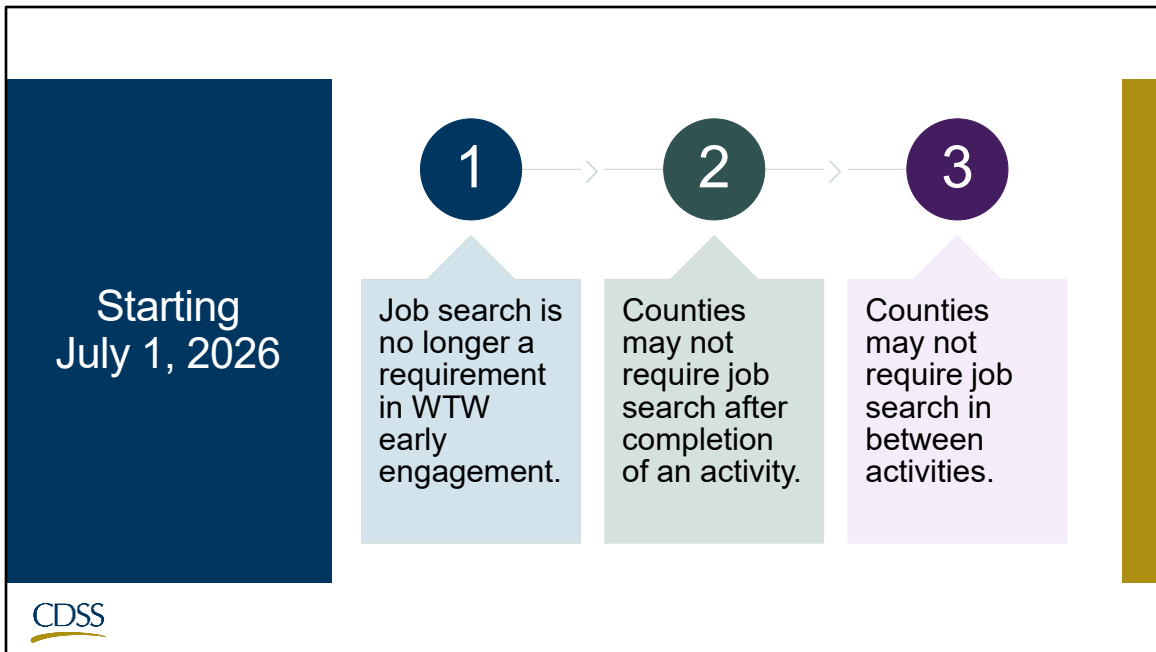 Starting
July 1, 2026
1
2
3
Job search is
no longer a
requirement
in WTW
early
engagement.
Counties
may not
require job
search after
completion
of an activity.
Counties
may not
require job
search in
between
activities.
CDSS